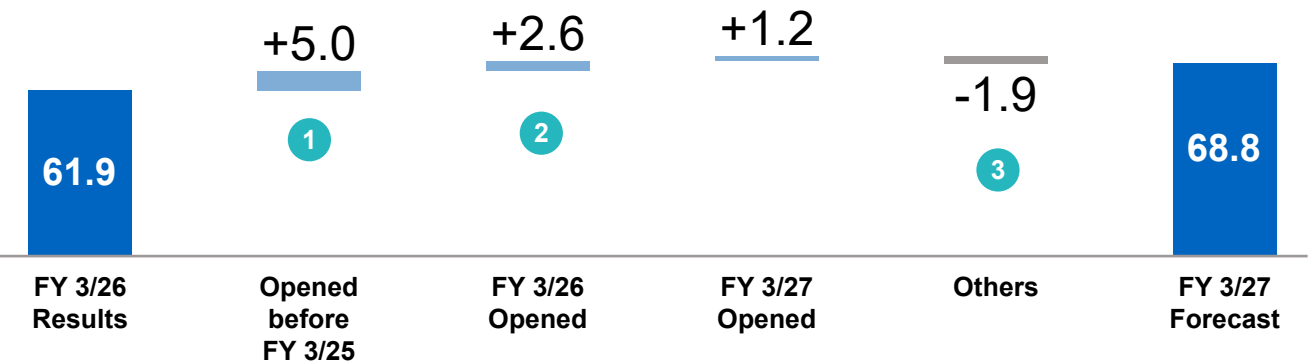 +5.0
+2.6
+1.2
-1.9
61.9
1
2
3
68.8
FY 3/26
Results
Opened
before
FY 3/25
FY 3/26
Opened
FY 3/27
Opened
Others
FY 3/27
Forecast